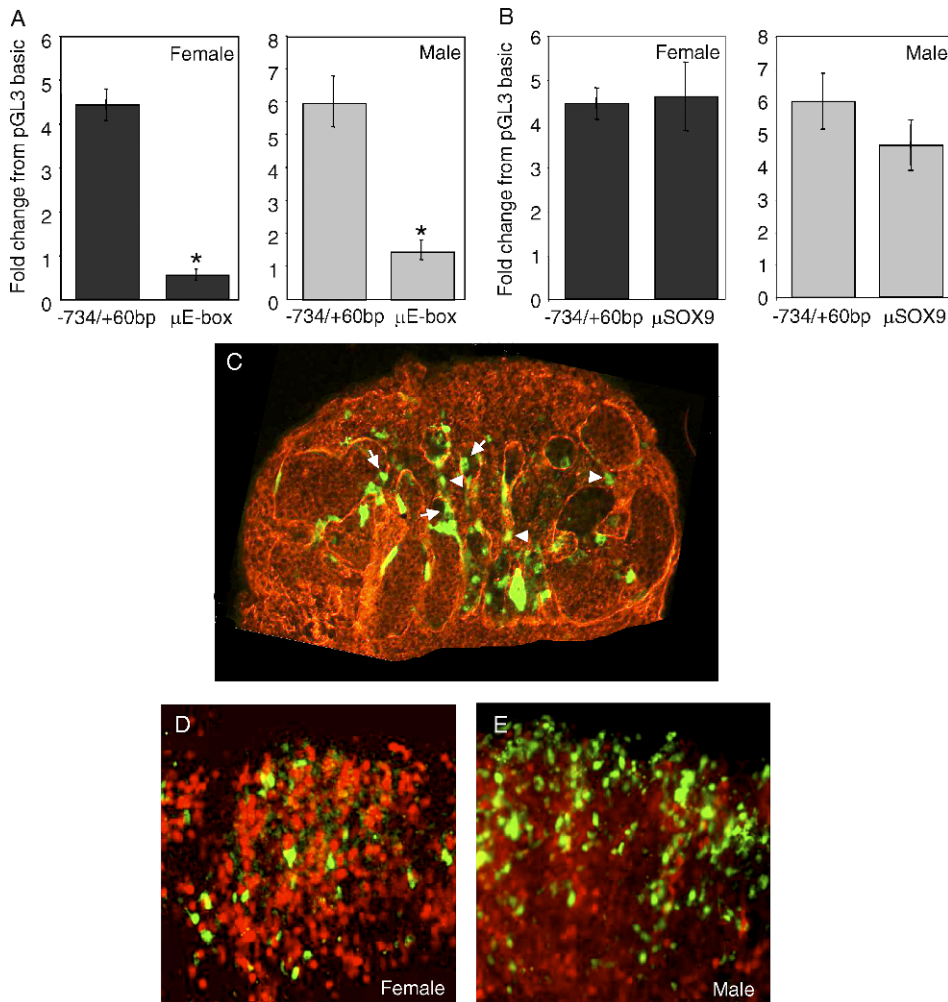 A
Fold change from pGL3 basic
6
5
4
3
2
1
0
Female
*
-734/+60bp
µE-box
8
7
6
5
4
3
2
1
0
Male
*
-734/+60bp
µE-box
B
Fold change from pGL3 basic
6
5
4
3
2
1
0
Female
-734/+60bp
µSOX9
8
7
6
5
4
3
2
1
0
Male
-734/+60bp
µSOX9
C
D
Female
E
Male